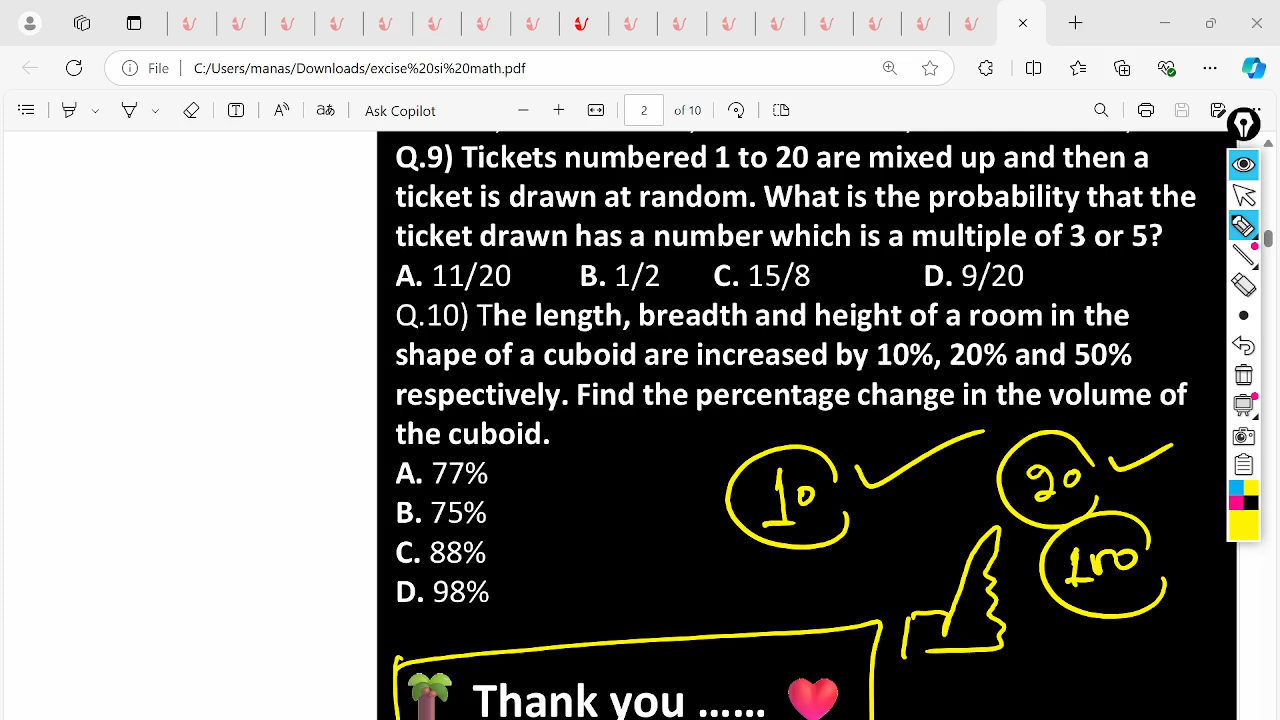 File C:/Users/manas/Downloads/excise%20si%20math.pdf
Ask Copilot 2 of 10
Q.9) Tickets numbered 1 to 20 are mixed up and then a
ticket is drawn at random. What is the probability that the
ticket drawn has a number which is a multiple of 3 or 5?
A. 11/20 B. 1/2 C. 15/8 D. 9/20
Q.10) The length, breadth and height of a room in the
shape of a cuboid are increased by 10%, 20% and 50%
respectively. Find the percentage change in the volume of
the cuboid.
A. 77%
B. 75%
C. 88%
D. 98%
10 20
100
Thank you ......